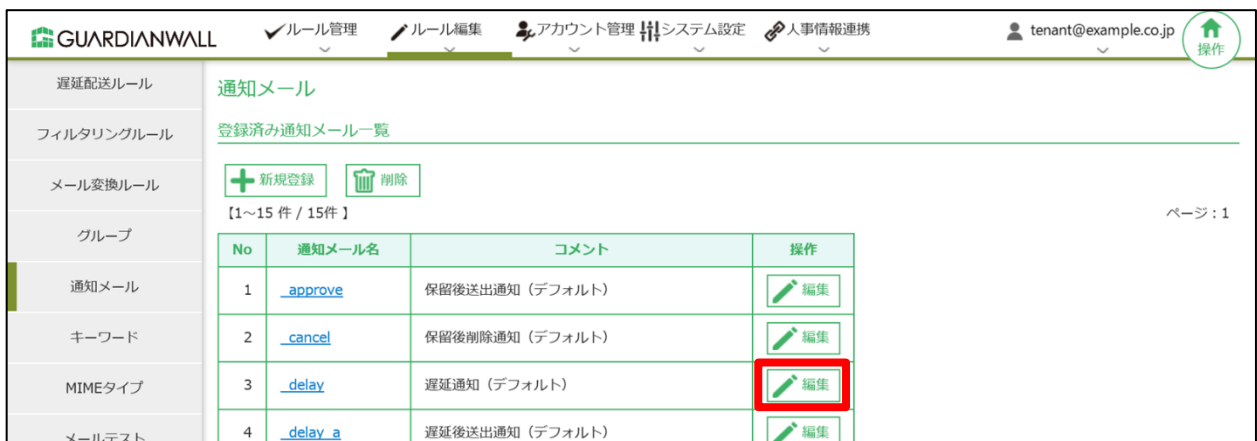 GUARDIANWALL ルール管理 ルール編集 アカウント管理 システム設定 人事情報連携 tenant@example.co.jp 操作
遅延配送ルール
フィルタリングルール
メール変換ルール
グループ
通知メール
キーワード
MIMEタイプ
メールテスト
通知メール
登録済み通知メール一覧
新規登録 削除
【1～15 件 / 15件 】 ページ：1
No 通知メール名 コメント 操作
1 _approve 保留後送出通知（デフォルト） 編集
2 _cancel 保留後削除通知（デフォルト） 編集
3 _delay 遅延通知（デフォルト） 編集
4 _delay_a 遅延後送出通知（デフォルト） 編集